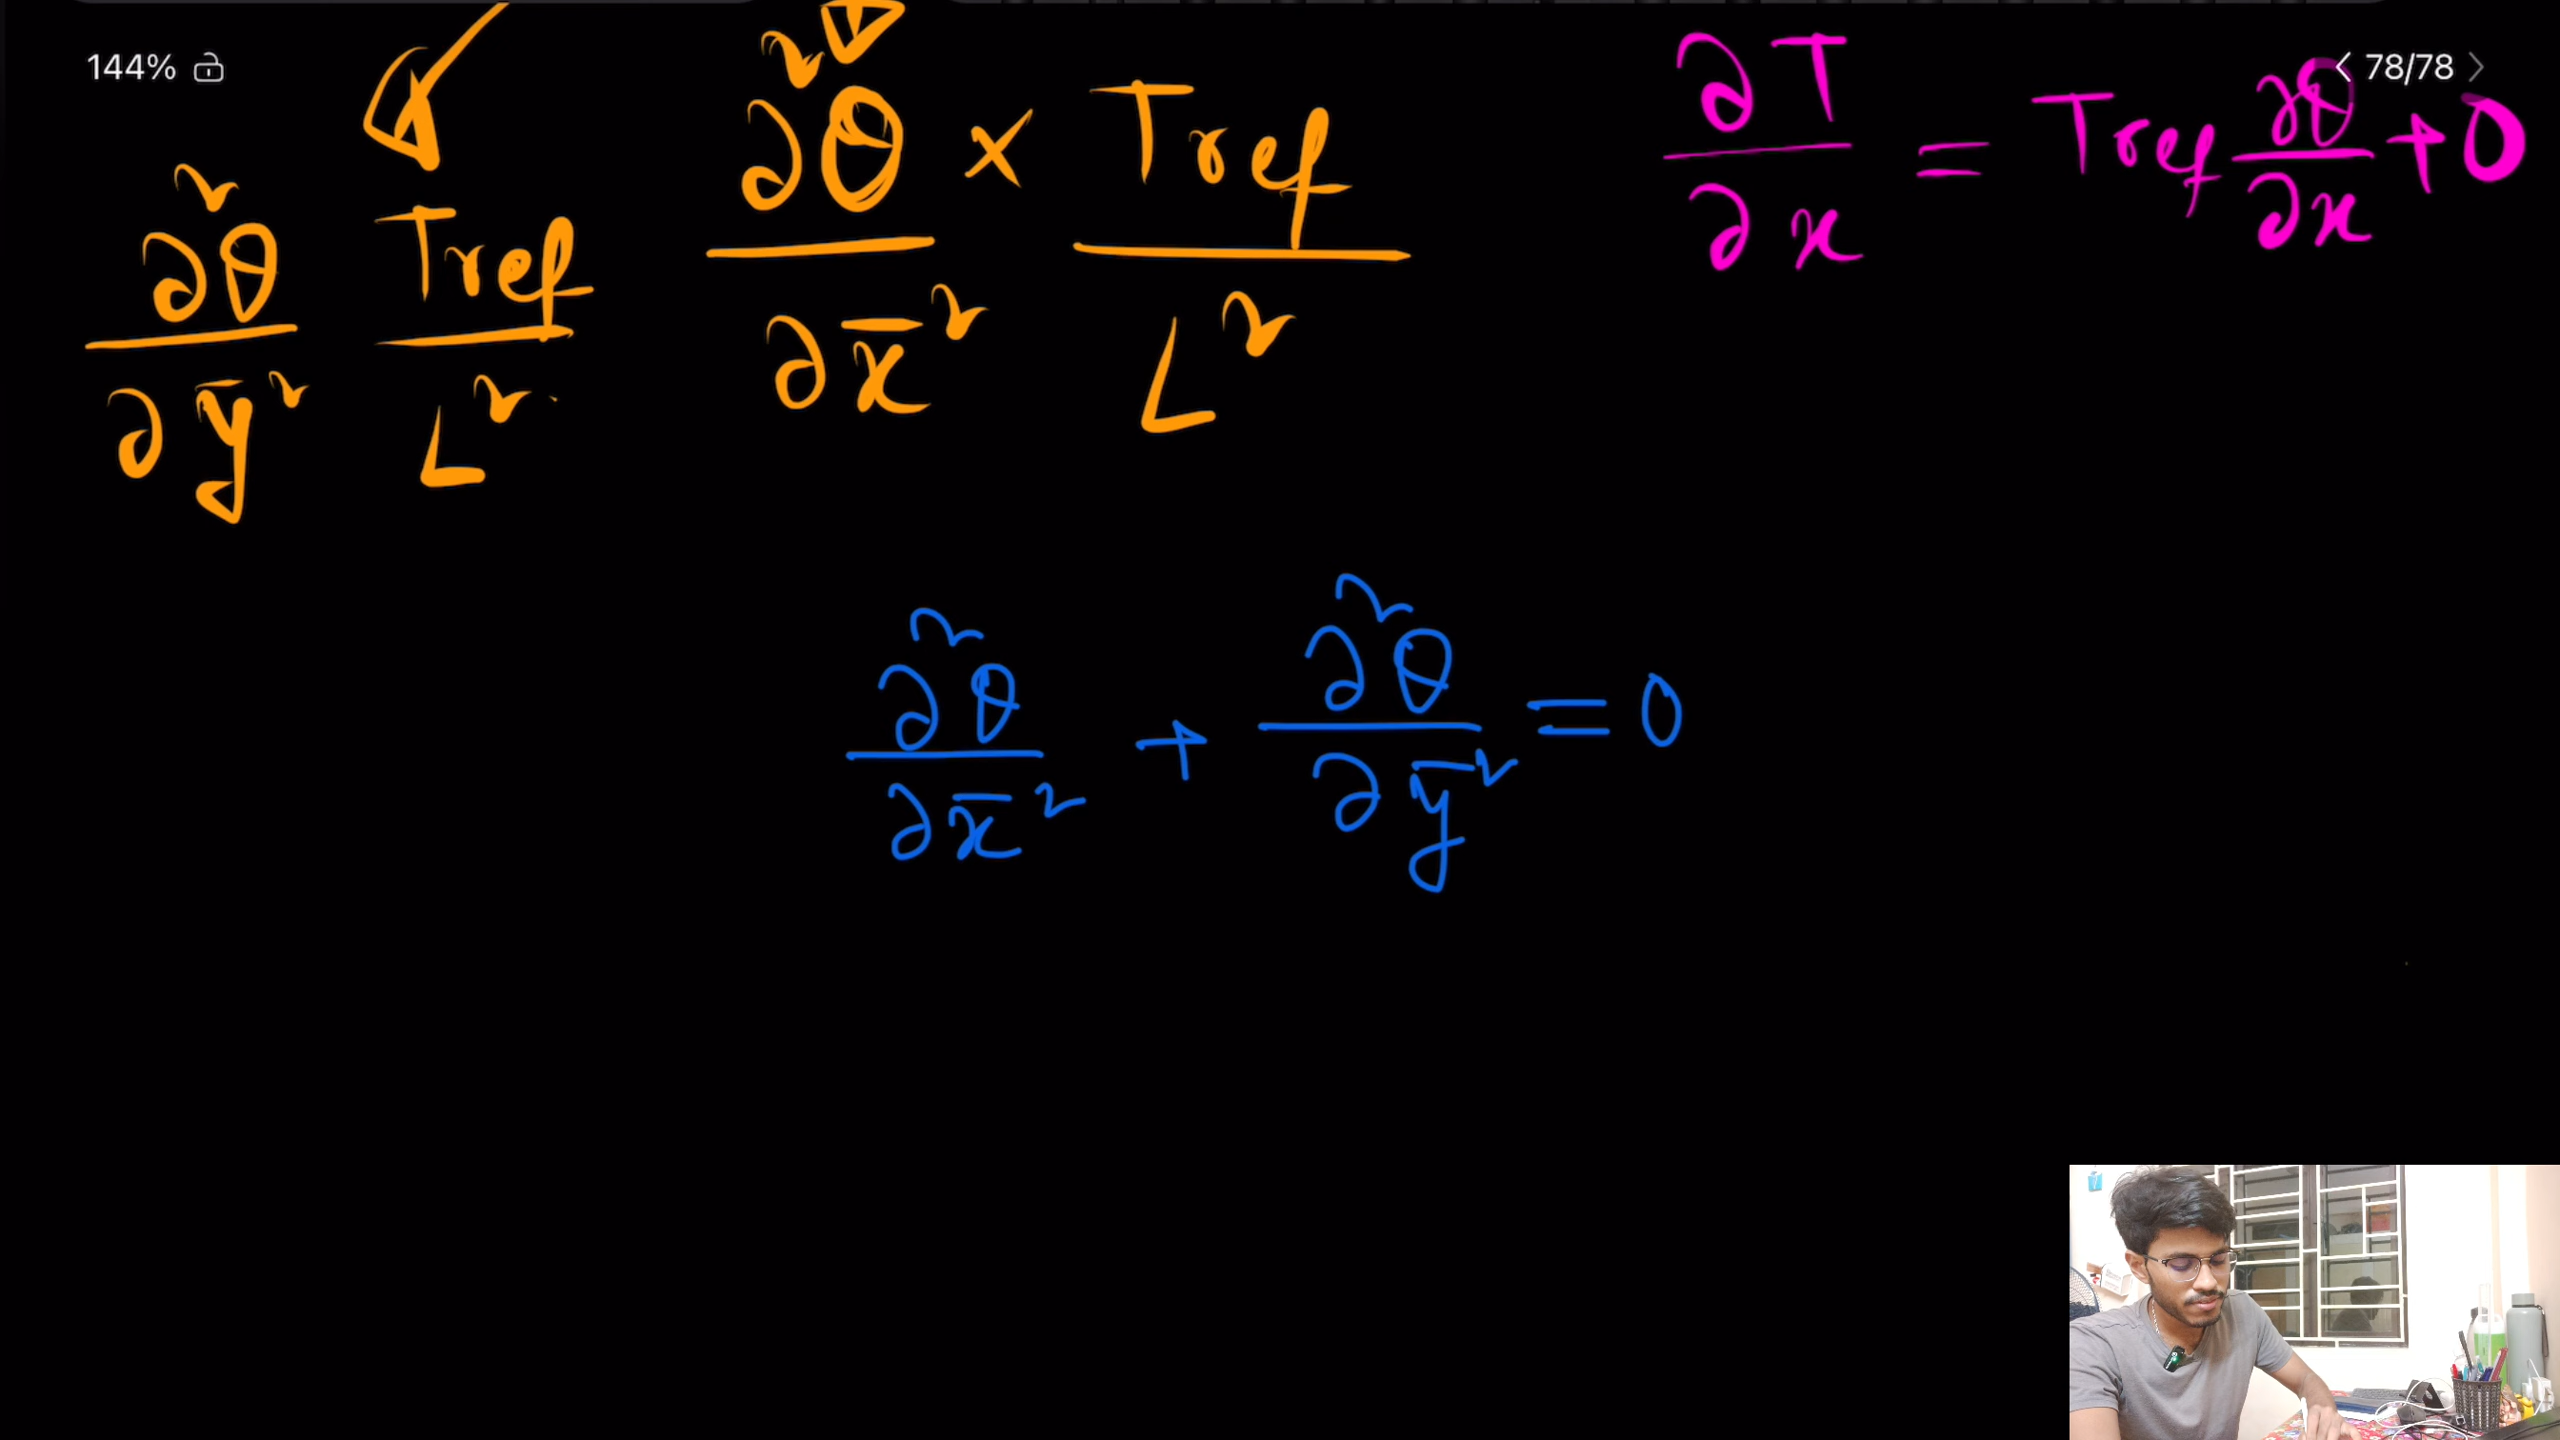 144%
78/78
∂²θ/∂ȳ² Tref/L²
∂²θ/∂x̄² × Tref/L²
∂T/∂x = Tref ∂θ/∂x + 0
∂²θ/∂x̄² + ∂²θ/∂ȳ² = 0